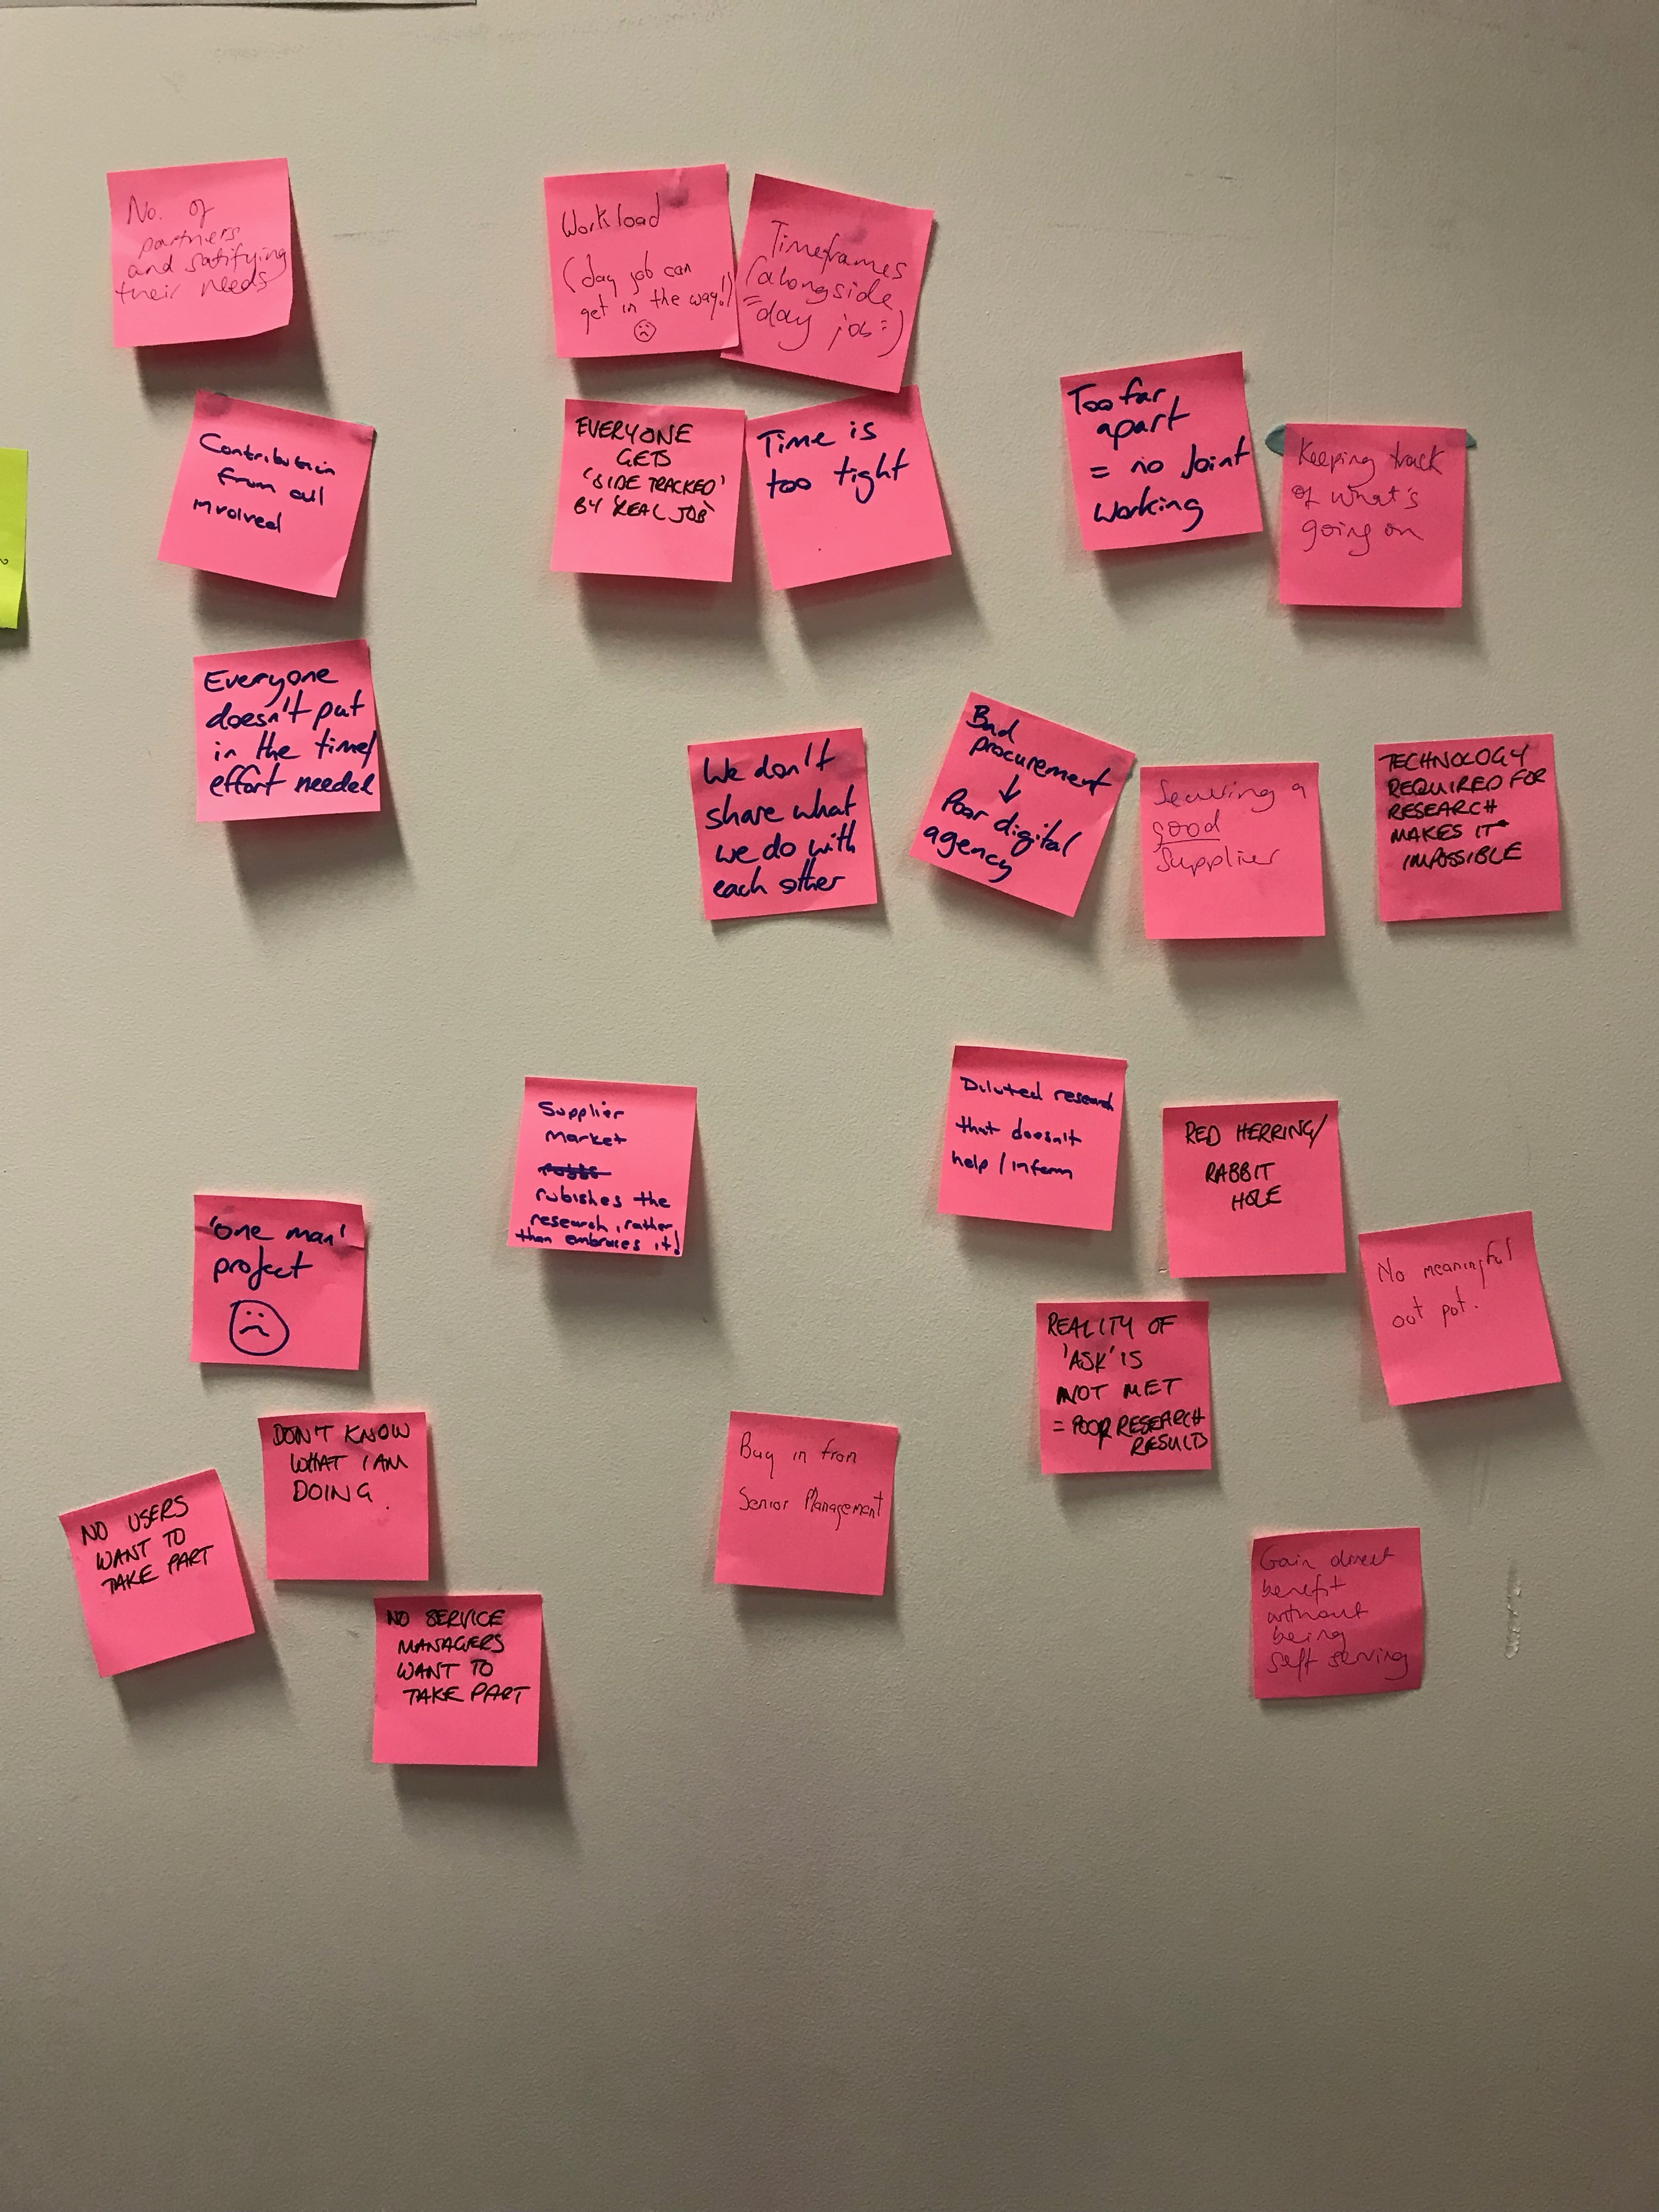 No. of
partners
and satifying
their needs
Workload
(day job can
get in the way!)
Timeframes
(alongside
day job)
Contribution
from all
involved
EVERYONE
GETS
'SIDE TRACKED'
BY 'REAL JOB'
Time is
too tight
Too far
apart
= no Joint
working
Keeping track
of what's
going on
Everyone
doesn't put
in the time/
effort needed
We don't
share what
we do with
each other
Bad
procurement
↓
Poor digital
agency
Securing a
good
supplier
TECHNOLOGY
REQUIRED FOR
RESEARCH
MAKES IT
IMPOSSIBLE
Supplier
Market
rubishes the
research, rather
than embraces it!
Diluted research
that doesn't
help / inform
RED HERRING/
RABBIT
HOLE
'One man'
project
No meaningful
out put.
REALITY OF
'ASK' IS
NOT MET
= POOR RESEARCH
RESULTS
DON'T KNOW
WHAT I AM
DOING.
NO USERS
WANT TO
TAKE PART
Buy in from
Senior Management
NO SERVICE
MANAGERS
WANT TO
TAKE PART
Gain direct
benefit
without
being
self serving